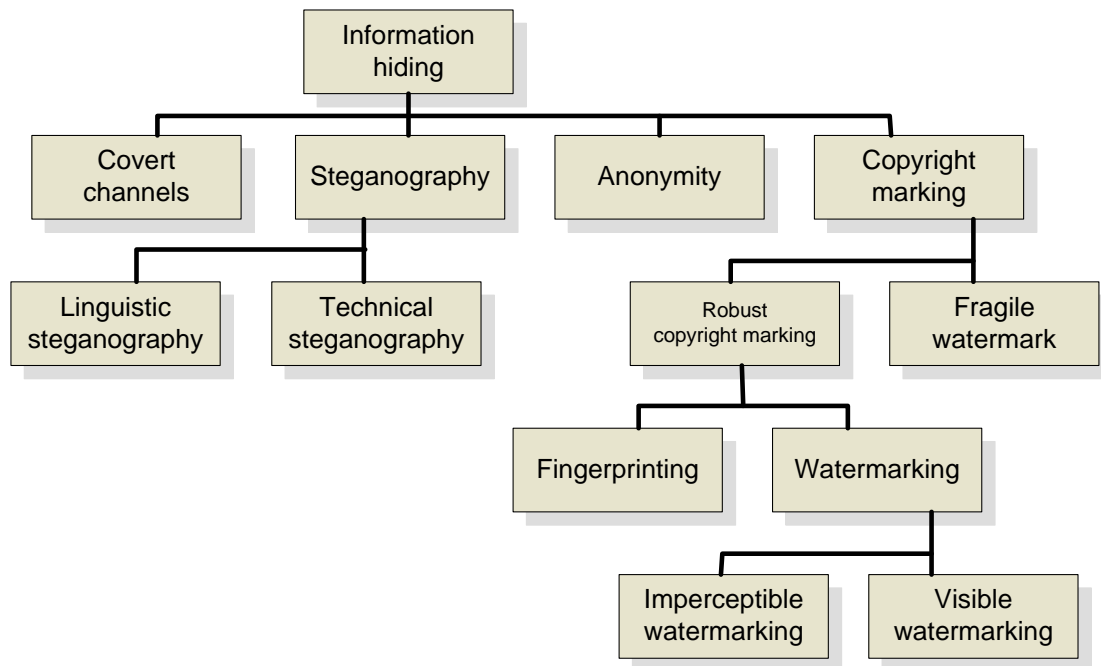 Information
hiding
Covert
channels
Steganography
Anonymity
Copyright
marking
Linguistic
steganography
Technical
steganography
Robust
copyright marking
Fragile
watermark
Fingerprinting
Watermarking
Imperceptible
watermarking
Visible
watermarking